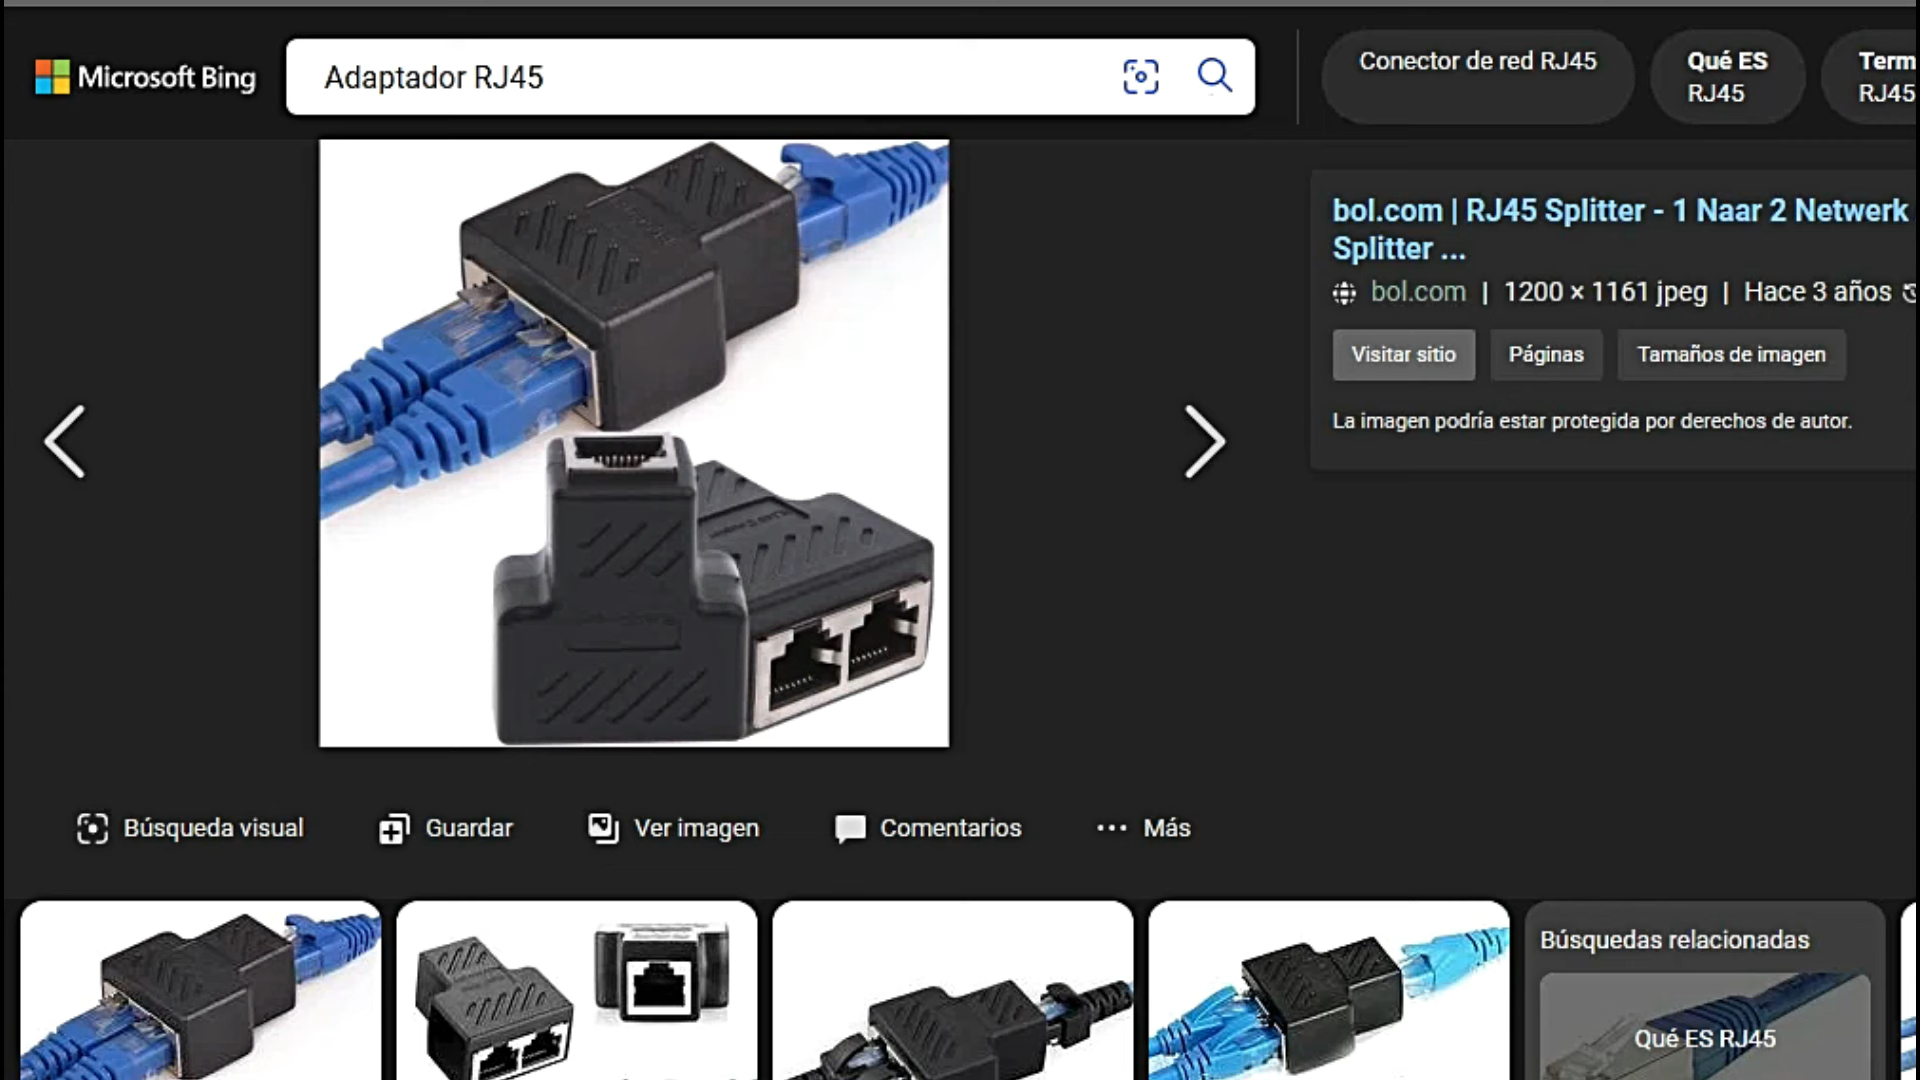 Microsoft Bing
Adaptador RJ45
Conector de red RJ45
Qué ES
RJ45
Term
RJ45
bol.com | RJ45 Splitter - 1 Naar 2 Netwerk
Splitter ...
bol.com | 1200 × 1161 jpeg | Hace 3 años
Visitar sitio
Páginas
Tamaños de imagen
La imagen podría estar protegida por derechos de autor.
Búsqueda visual
Guardar
Ver imagen
Comentarios
Más
Búsquedas relacionadas
Qué ES RJ45